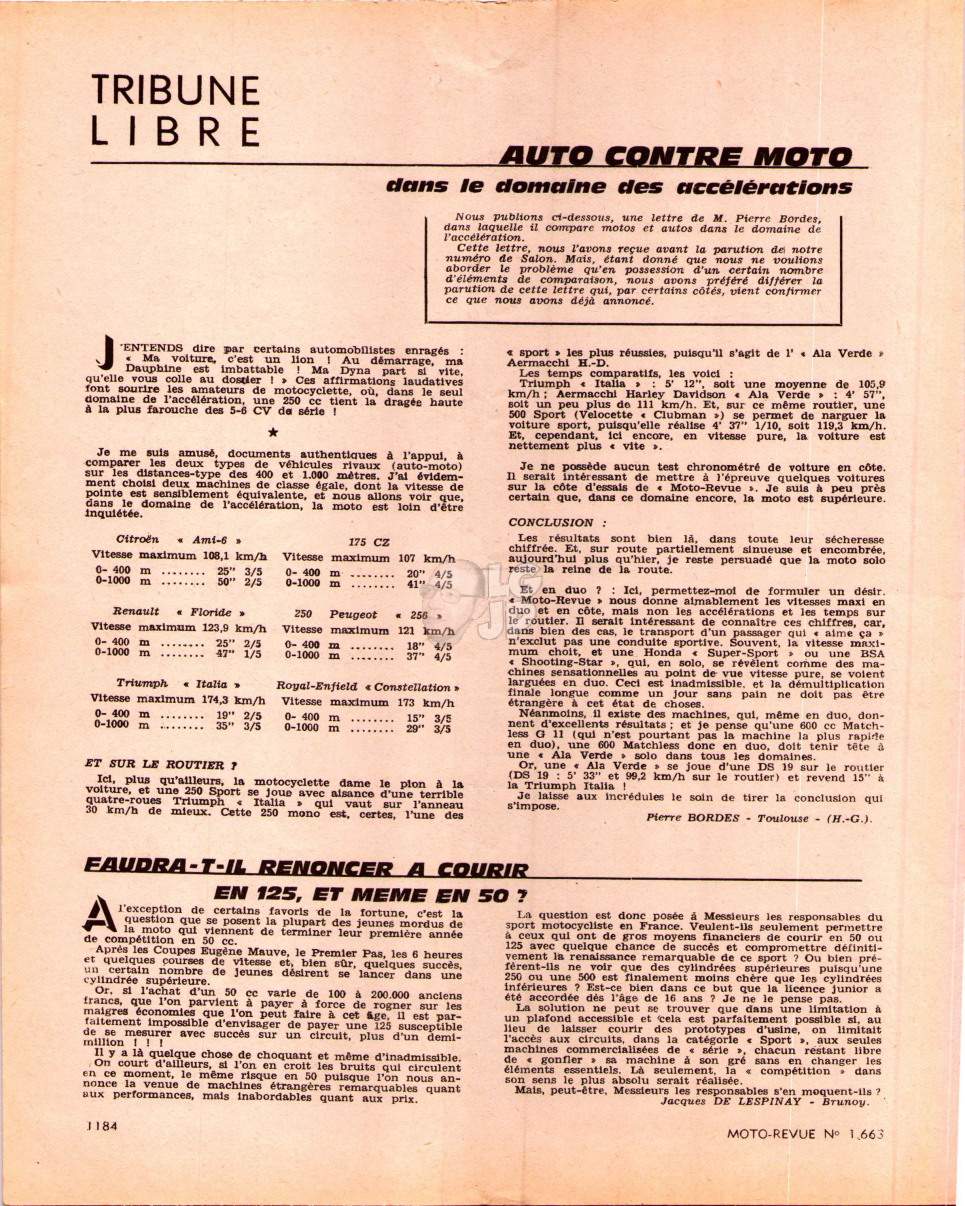 TRIBUNE
LIBRE
AUTO CONTRE MOTO
dans le domaine des accélérations
Nous publions ci-dessous, une lettre de M. Pierre Bordes,
dans laquelle il compare motos et autos dans le domaine de
l'accélération.
Cette lettre, nous l'avons reçue avant la parution de notre
numéro de Salon. Mais, étant donné que nous ne voulions
aborder le problème qu'en possession d'un certain nombre
d'éléments de comparaison, nous avons préféré différer la
parution de cette lettre qui, par certains côtés, vient confirmer
ce que nous avons déjà annoncé.
J'ENTENDS dire par certains automobilistes enragés :
« Ma voiture, c'est un lion ! Au démarrage, ma
Dauphine est imbattable ! Ma Dyna part si vite,
qu'elle vous colle au dossier ! » Ces affirmations laudatives
font sourire les amateurs de motocyclette, où, dans le seul
domaine de l'accélération, une 250 cc tient la dragée haute
à la plus farouche des 5-6 CV de série !
★
Je me suis amusé, documents authentiques à l'appui, à
comparer les deux types de véhicules rivaux (auto-moto)
sur les distances-type des 400 et 1.000 mètres. J'ai évidem-
ment choisi deux machines de classe égale, dont la vitesse de
pointe est sensiblement équivalente, et nous allons voir que,
dans le domaine de l'accélération, la moto est loin d'être
inquiétée.
Citroën « Ami-6 » 175 CZ
Vitesse maximum 108,1 km/h Vitesse maximum 107 km/h
0- 400 m ........ 25" 3/5 0- 400 m ........ 20" 4/5
0-1000 m ........ 50" 2/5 0-1000 m ........ 41" 4/5
Renault « Floride » 250 Peugeot « 256 »
Vitesse maximum 123,9 km/h Vitesse maximum 121 km/h
0- 400 m ........ 25" 2/5 0- 400 m ........ 18" 4/5
0-1000 m ........ 47" 1/5 0-1000 m ........ 37" 4/5
Triumph « Italia » Royal-Enfield « Constellation »
Vitesse maximum 174,3 km/h Vitesse maximum 173 km/h
0- 400 m ........ 19" 2/5 0- 400 m ........ 15" 3/5
0-1000 m ........ 35" 3/5 0-1000 m ........ 29" 3/5
ET SUR LE ROUTIER ?
Ici, plus qu'ailleurs, la motocyclette dame le pion à la
voiture, et une 250 Sport se joue avec aisance d'une terrible
quatre-roues Triumph « Italia » qui vaut sur l'anneau
30 km/h de mieux. Cette 250 mono est, certes, l'une des
« sport » les plus réussies, puisqu'il s'agit de l' « Ala Verde »
Aermacchi H.-D.
Les temps comparatifs, les voici :
Triumph « Italia » : 5' 12", soit une moyenne de 105,9
km/h ; Aermacchi Harley Davidson « Ala Verde » : 4' 57",
soit un peu plus de 111 km/h. Et, sur ce même routier, une
500 Sport (Velocette « Clubman ») se permet de narguer la
voiture sport, puisqu'elle réalise 4' 37" 1/10, soit 119,3 km/h.
Et, cependant, ici encore, en vitesse pure, la voiture est
nettement plus « vite ».
Je ne possède aucun test chronométré de voiture en côte.
Il serait intéressant de mettre à l'épreuve quelques voitures
sur la côte d'essais de « Moto-Revue ». Je suis à peu près
certain que, dans ce domaine encore, la moto est supérieure.
CONCLUSION :
Les résultats sont bien là, dans toute leur sécheresse
chiffrée. Et, sur route partiellement sinueuse et encombrée,
aujourd'hui plus qu'hier, je reste persuadé que la moto solo
reste la reine de la route.
Et en duo ? : Ici, permettez-moi de formuler un désir.
« Moto-Revue » nous donne aimablement les vitesses maxi en
duo et en côte, mais non les accélérations et les temps sur
le routier. Il serait intéressant de connaître ces chiffres, car,
dans bien des cas, le transport d'un passager qui « aime ça »
n'exclut pas une conduite sportive. Souvent, la vitesse maxi-
mum choit, et une Honda « Super-Sport » ou une BSA
« Shooting-Star », qui, en solo, se révèlent comme des ma-
chines sensationnelles au point de vue vitesse pure, se voient
larguées en duo. Ceci est inadmissible, et la démultiplication
finale longue comme un jour sans pain ne doit pas être
étrangère à cet état de choses.
Néanmoins, il existe des machines, qui, même en duo, don-
nent d'excellents résultats ; et je pense qu'une 600 cc Match-
less G 11 (qui n'est pourtant pas la machine la plus rapide
en duo), une 600 Matchless donc en duo, doit tenir tête à
une « Ala Verde » solo dans tous les domaines.
Or, une « Ala Verde » se joue d'une DS 19 sur le routier
(DS 19 : 5' 33" et 99,2 km/h sur le routier) et revend 15" à
la Triumph Italia !
Je laisse aux incrédules le soin de tirer la conclusion qui
s'impose.
Pierre BORDES - Toulouse - (H.-G.).
FAUDRA-T-IL RENONCER A COURIR
EN 125, ET MEME EN 50 ?
A l'exception de certains favoris de la fortune, c'est la
question que se posent la plupart des jeunes mordus de
la moto qui viennent de terminer leur première année
de compétition en 50 cc.
Après les Coupes Eugène Mauve, le Premier Pas, les 6 heures
et quelques courses de vitesse et, bien sûr, quelques succès,
un certain nombre de jeunes désirent se lancer dans une
cylindrée supérieure.
Or, si l'achat d'un 50 cc varie de 100 à 200.000 anciens
francs, que l'on parvient à payer à force de rogner sur les
maigres économies que l'on peut faire à cet âge, il est par-
faitement impossible d'envisager de payer une 125 susceptible
de se mesurer avec succès sur un circuit, plus d'un demi-
million ! ! !
Il y a là quelque chose de choquant et même d'inadmissible.
On court d'ailleurs, si l'on en croit les bruits qui circulent
en ce moment, le même risque en 50 puisque l'on nous an-
nonce la venue de machines étrangères remarquables quant
aux performances, mais inabordables quant aux prix.
La question est donc posée à Messieurs les responsables du
sport motocycliste en France. Veulent-ils seulement permettre
à ceux qui ont de gros moyens financiers de courir en 50 ou
125 avec quelque chance de succès et compromettre définiti-
vement la renaissance remarquable de ce sport ? Ou bien pré-
fèrent-ils ne voir que des cylindrées supérieures puisqu'une
250 ou une 500 est finalement moins chère que les cylindrées
inférieures ? Est-ce bien dans ce but que la licence junior a
été accordée dès l'âge de 16 ans ? Je ne le pense pas.
La solution ne peut se trouver que dans une limitation à
un plafond accessible et cela est parfaitement possible si, au
lieu de laisser courir des prototypes d'usine, on limitait
l'accès aux circuits, dans la catégorie « Sport », aux seules
machines commercialisées de « série », chacun restant libre
de « gonfler » sa machine à son gré sans en changer les
éléments essentiels. Là seulement, la « compétition » dans
son sens le plus absolu serait réalisée.
Mais, peut-être, Messieurs les responsables s'en moquent-ils ?
Jacques DE LESPINAY - Brunoy.
1184
MOTO-REVUE N° 1.663